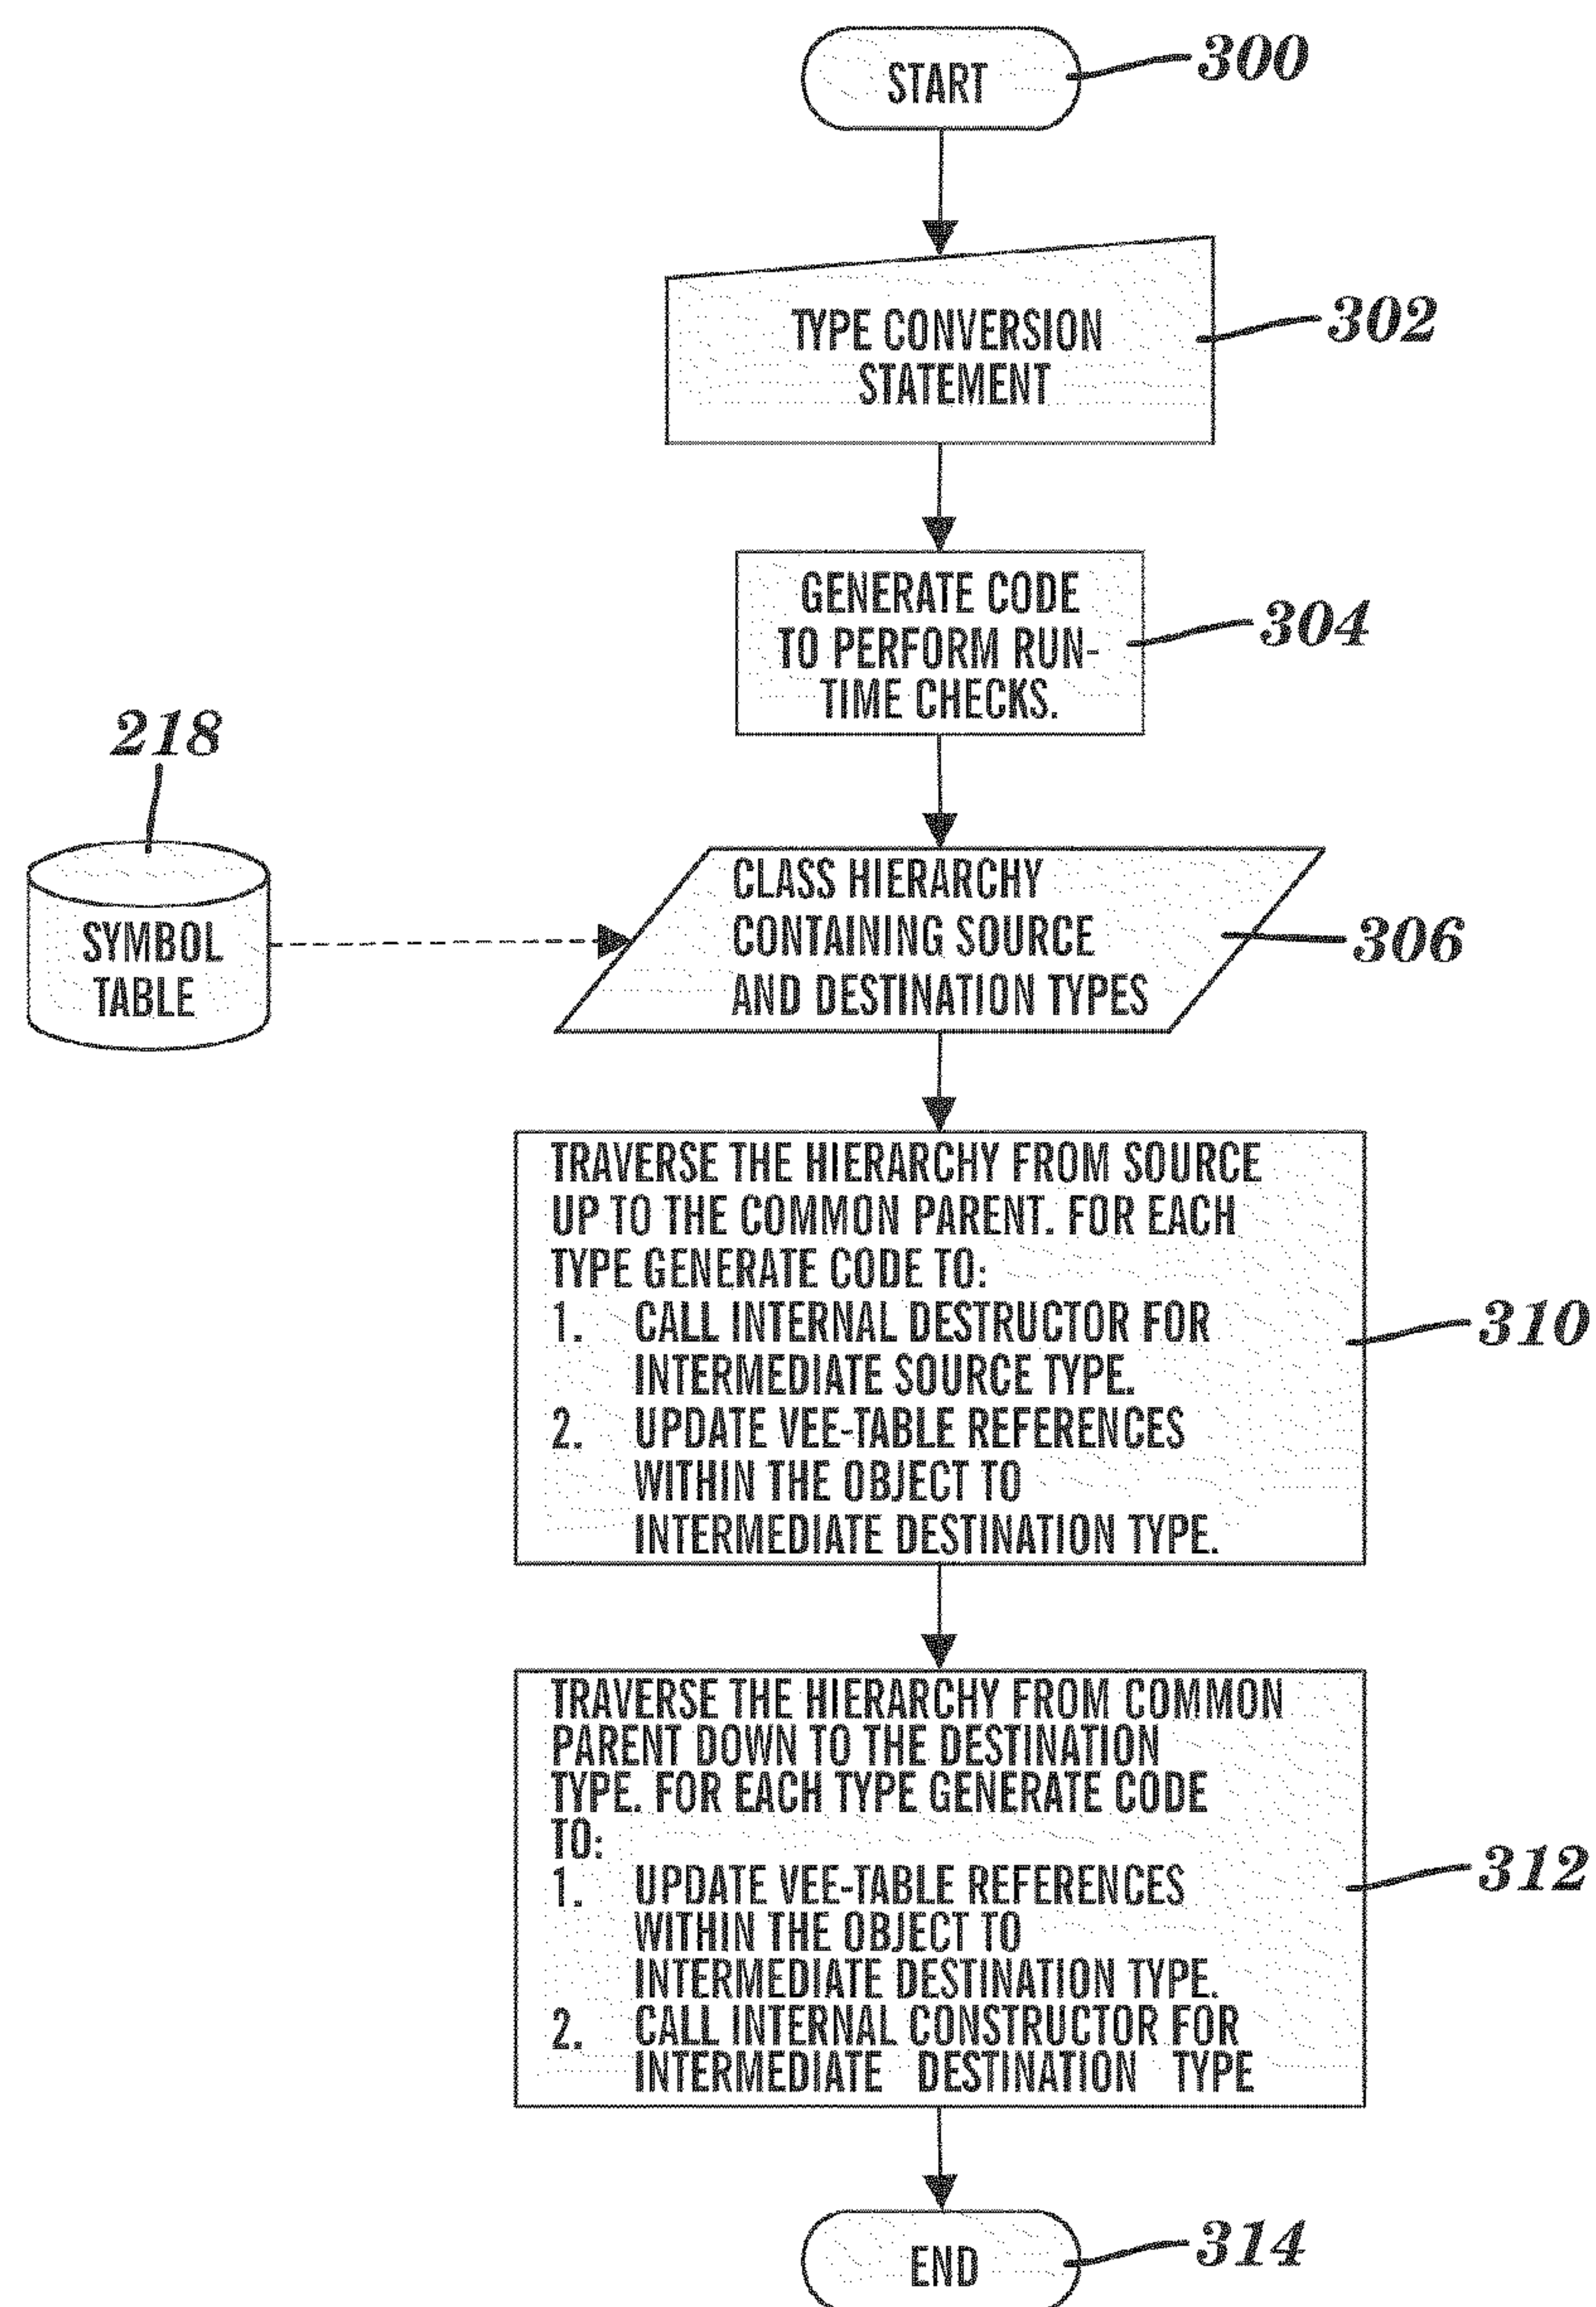 START
300
TYPE CONVERSION
STATEMENT
302
GENERATE CODE
TO PERFORM RUN-
TIME CHECKS.
304
218
SYMBOL
TABLE
CLASS HIERARCHY
CONTAINING SOURCE
AND DESTINATION TYPES
306
TRAVERSE THE HIERARCHY FROM SOURCE
UP TO THE COMMON PARENT. FOR EACH
TYPE GENERATE CODE TO:
1. CALL INTERNAL DESTRUCTOR FOR
INTERMEDIATE SOURCE TYPE.
2. UPDATE VEE-TABLE REFERENCES
WITHIN THE OBJECT TO
INTERMEDIATE DESTINATION TYPE.
310
TRAVERSE THE HIERARCHY FROM COMMON
PARENT DOWN TO THE DESTINATION
TYPE. FOR EACH TYPE GENERATE CODE
TO:
1. UPDATE VEE-TABLE REFERENCES
WITHIN THE OBJECT TO
INTERMEDIATE DESTINATION TYPE.
2. CALL INTERNAL CONSTRUCTOR FOR
INTERMEDIATE DESTINATION TYPE
312
END
314